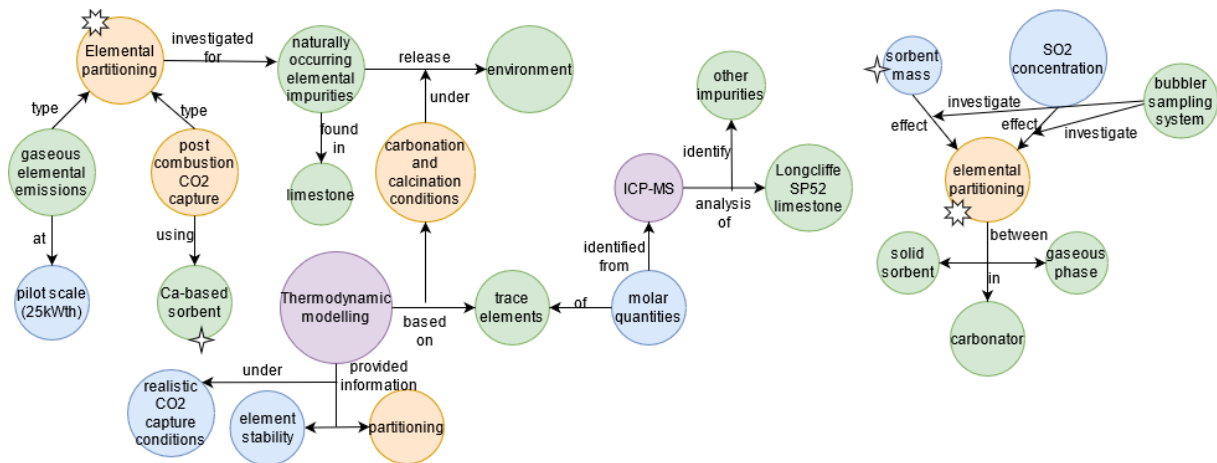 Elemental
partitioning
investigated
for
naturally
occurring
elemental
impurities
release
environment
type
type
under
found
in
gaseous
elemental
emissions
post
combustion
CO2
capture
limestone
carbonation
and
calcination
conditions
at
using
pilot scale
(25kWth)
Ca-based
sorbent
Thermodynamic
modelling
based
on
trace
elements
of
molar
quantities
identified
from
ICP-MS
analysis
of
identify
other
impurities
Longcliffe
SP52
limestone
under
provided
information
realistic
CO2
capture
conditions
element
stability
partitioning
sorbent
mass
SO2
concentration
bubbler
sampling
system
investigate
effect
effect
investigate
elemental
partitioning
between
solid
sorbent
gaseous
phase
in
carbonator